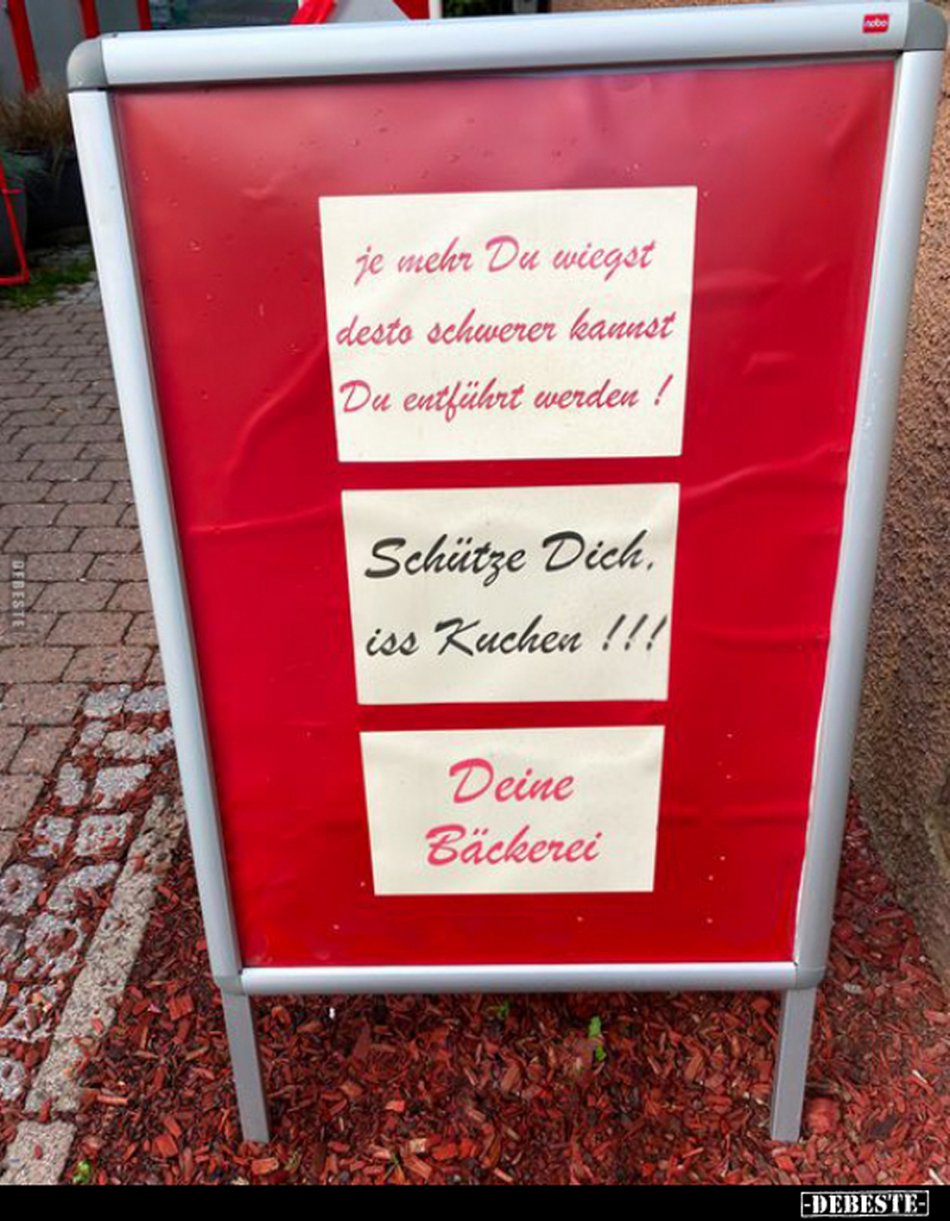 nobo
je mehr Du wiegst
desto schwerer kannst
Du entführt werden !
Schütze Dich,
iss Kuchen !!!
Deine
Bäckerei
DEBESTE
-DEBESTE-